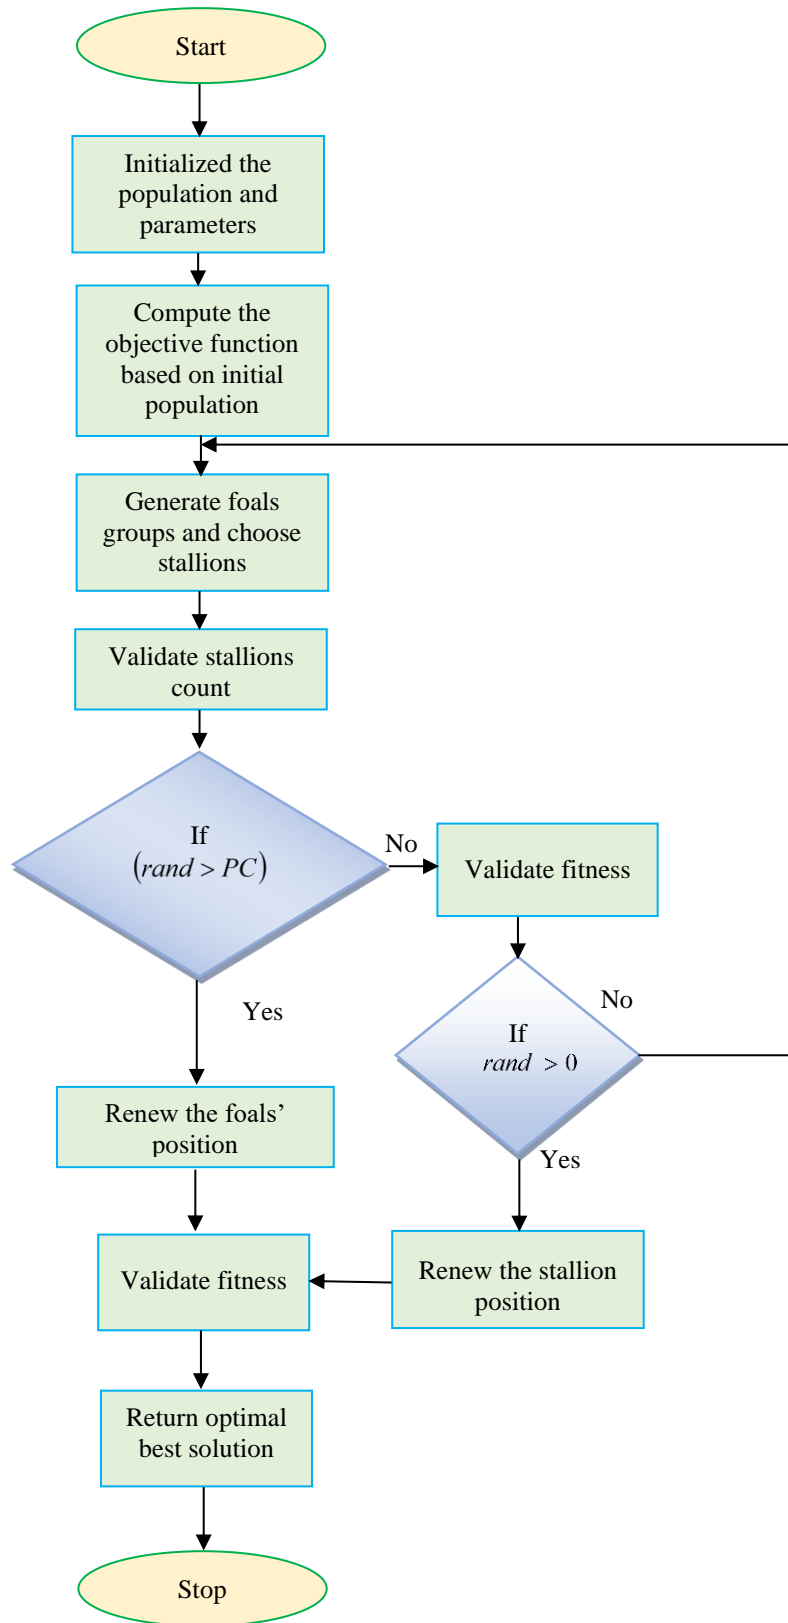 Start
Initialized the
population and
parameters
Compute the
objective function
based on initial
population
Generate foals
groups and choose
stallions
Validate stallions
count
If
(rand > PC)
No
Validate fitness
Yes
No
If
rand > 0
Yes
Renew the foals’
position
Validate fitness
Renew the stallion
position
Return optimal
best solution
Stop